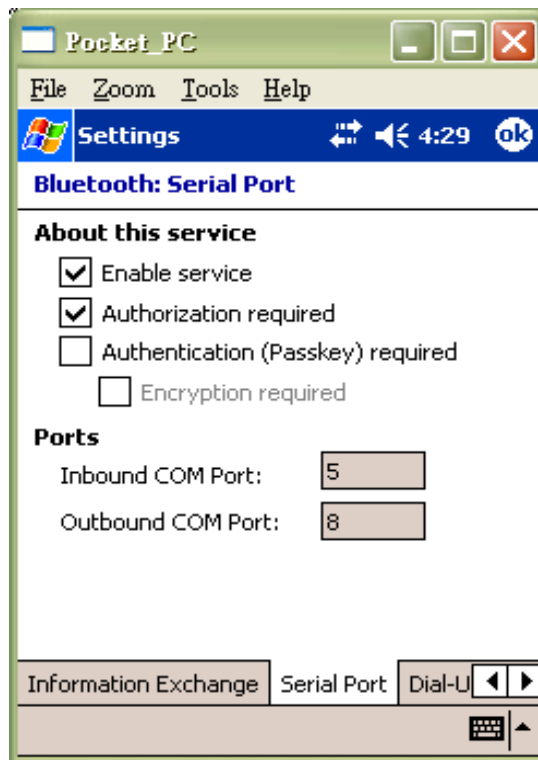 Pocket_PC
File Zoom Tools Help
Settings 4:29 ok
Bluetooth: Serial Port
About this service
Enable service
Authorization required
Authentication (Passkey) required
Encryption required
Ports
Inbound COM Port: 5
Outbound COM Port: 8
Information Exchange Serial Port Dial-U